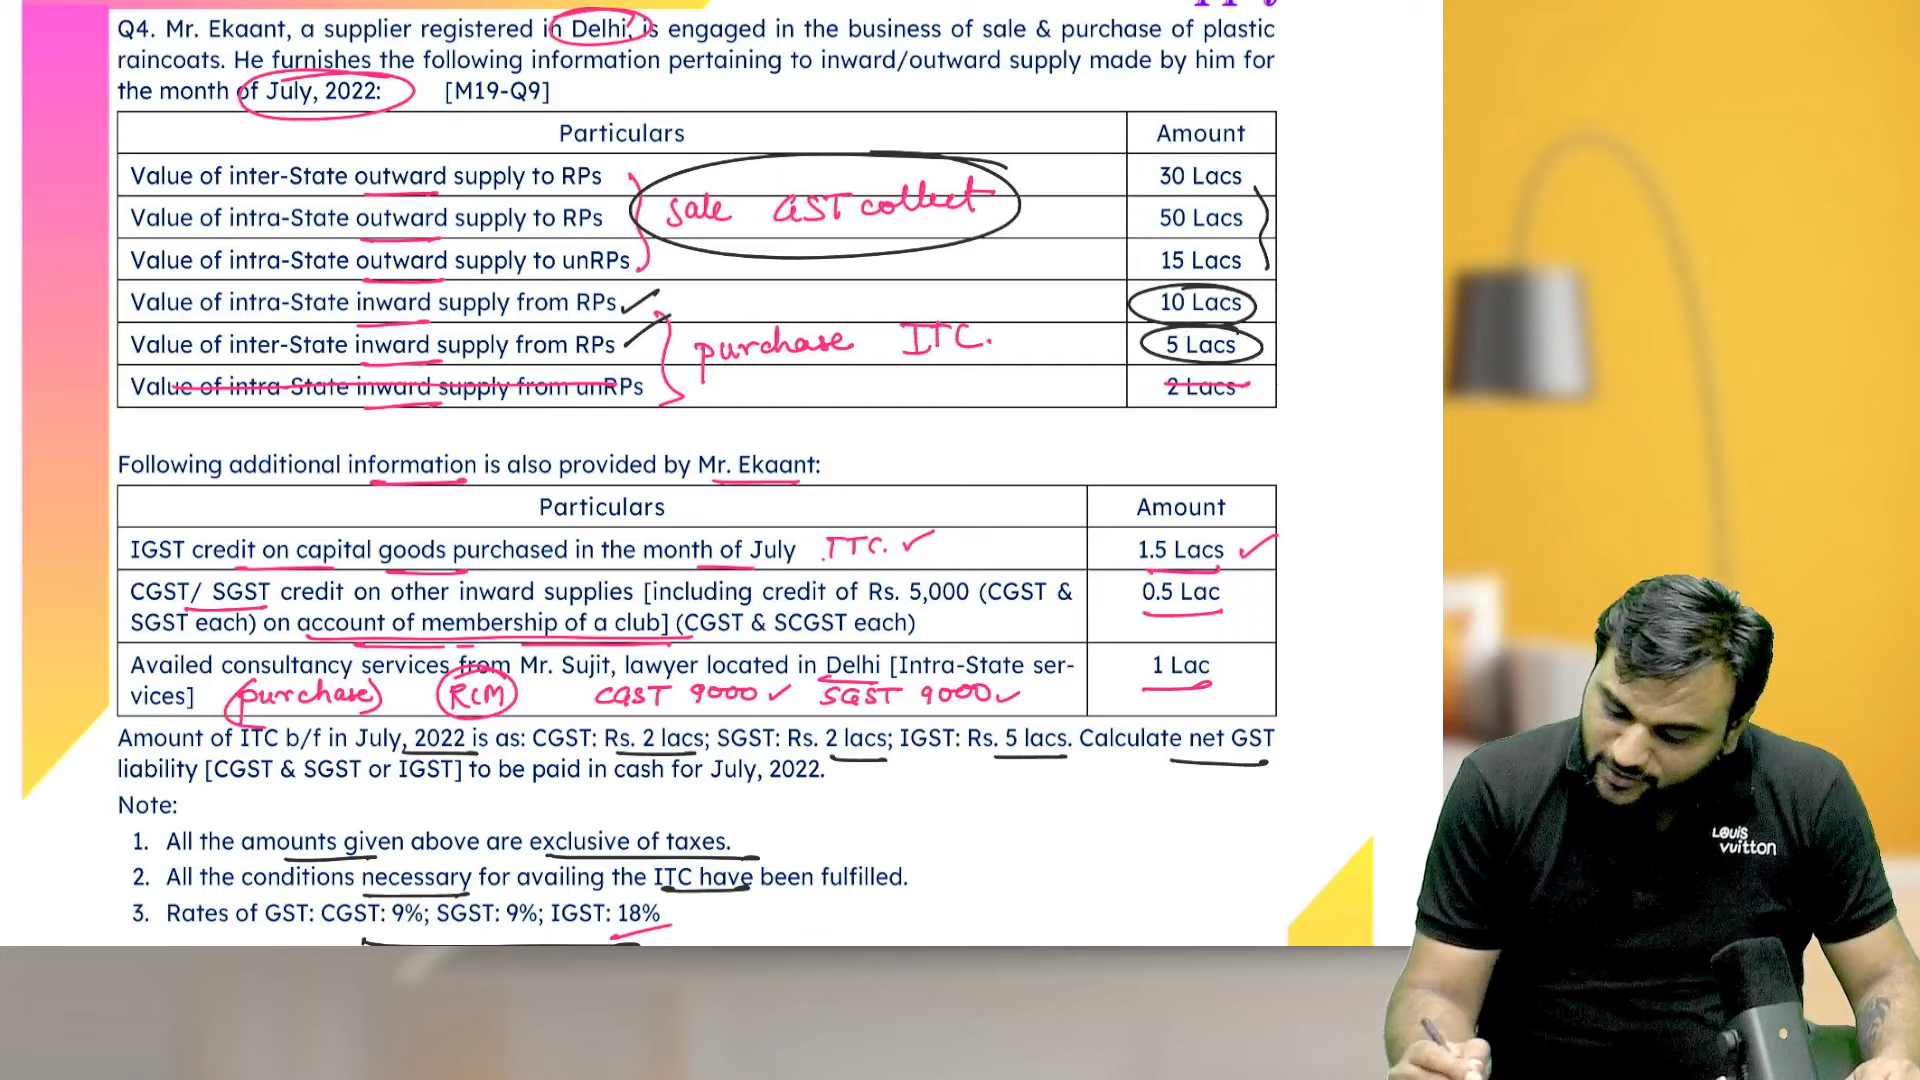 Q4. Mr. Ekaant, a supplier registered in Delhi, is engaged in the business of sale & purchase of plastic
raincoats. He furnishes the following information pertaining to inward/outward supply made by him for
the month of July, 2022: [M19-Q9]
Particulars Amount
Value of inter-State outward supply to RPs 30 Lacs
Value of intra-State outward supply to RPs sale GST collect 50 Lacs
Value of intra-State outward supply to unRPs 15 Lacs
Value of intra-State inward supply from RPs 10 Lacs
Value of inter-State inward supply from RPs purchase ITC. 5 Lacs
Value of intra-State inward supply from unRPs 2 Lacs
Following additional information is also provided by Mr. Ekaant:
Particulars Amount
IGST credit on capital goods purchased in the month of July ITC. ✓ 1.5 Lacs ✓
CGST/ SGST credit on other inward supplies [including credit of Rs. 5,000 (CGST & 0.5 Lac
SGST each) on account of membership of a club] (CGST & SCGST each)
Availed consultancy services from Mr. Sujit, lawyer located in Delhi [Intra-State ser- 1 Lac
vices] (purchase) RCM CGST 9000 ✓ SGST 9000 ✓
Amount of ITC b/f in July, 2022 is as: CGST: Rs. 2 lacs; SGST: Rs. 2 lacs; IGST: Rs. 5 lacs. Calculate net GST
liability [CGST & SGST or IGST] to be paid in cash for July, 2022.
Note:
1. All the amounts given above are exclusive of taxes.
2. All the conditions necessary for availing the ITC have been fulfilled.
3. Rates of GST: CGST: 9%; SGST: 9%; IGST: 18%
Louis
vuitton